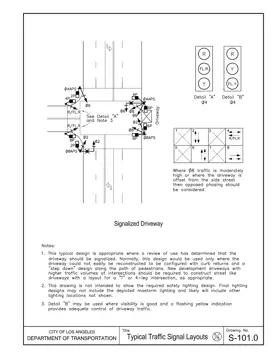 Ø4APS
Ø8APS
R/FL/R
See Detail "A"
and Note 3
Driveway
R
FL/R
Y
R
Y
FL/Y
Detail "A"
Ø4
Detail "B"
Ø4
Where Ø8 traffic is moderately
high or where the driveway is
offset from the side street
then opposed phasing should
be considered.
Signalized Driveway
Notes:
1. This typical design is appropriate where a review of use has determined that the
driveway should be signalized. Normally, this design would be used only where the
driveway could not easily be reconstructed to be configured with curb returns and a
"step down" design along the path of pedestrians. New development driveways with
higher traffic volumes at intersections should be required to construct street like
driveways with a layout for a "T" or 4-leg intersection, as appropriate.
2. This drawing is not intended to show the required safety lighting design. Final lighting
designs may not include the depicted mastarm lighting and likely will include other
lighting locations not shown.
3. Detail "B" may be used where visibility is good and a flashing yellow indication
provides adequate control of driveway traffic.
CITY OF LOS ANGELES
DEPARTMENT OF TRANSPORTATION
Title
Typical Traffic Signal Layouts
Drawing No.
S-101.0